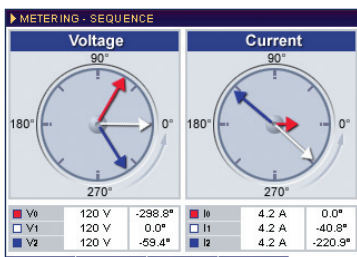 METERING - SEQUENCE
Voltage Current
90° 90°
180° 0° 180° 0°
270° 270°
V0 120 V -298.8° I0 4.2 A 0.0°
V1 120 V 0.0° I1 4.2 A -40.8°
V2 120 V -59.4° I2 4.2 A -220.9°